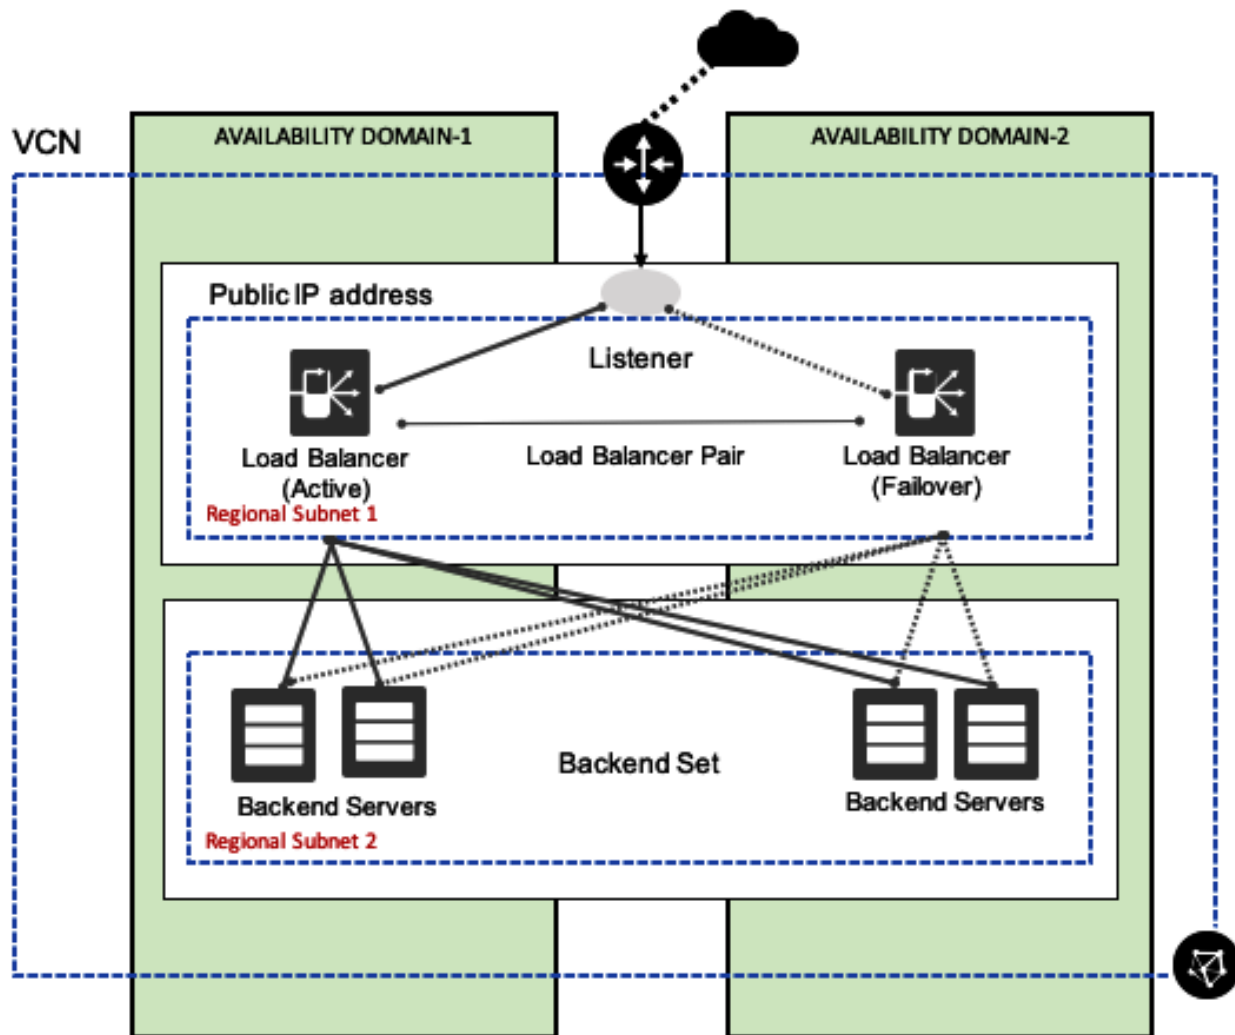 VCN
AVAILABILITY DOMAIN-1
AVAILABILITY DOMAIN-2
Public IP address
Listener
Load Balancer
(Active)
Load Balancer Pair
Load Balancer
(Failover)
Regional Subnet 1
Backend Set
Backend Servers
Backend Servers
Regional Subnet 2